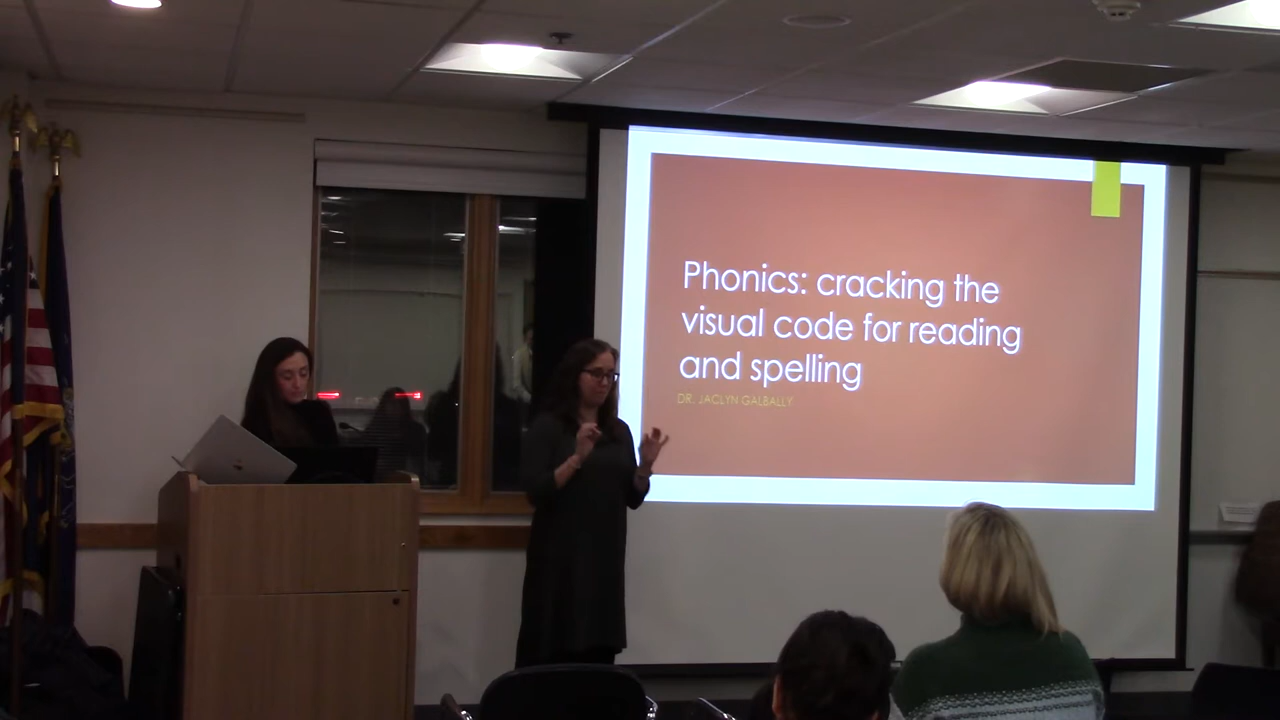 Phonics: cracking the
visual code for reading
and spelling
DR. JACLYN GALBALLY